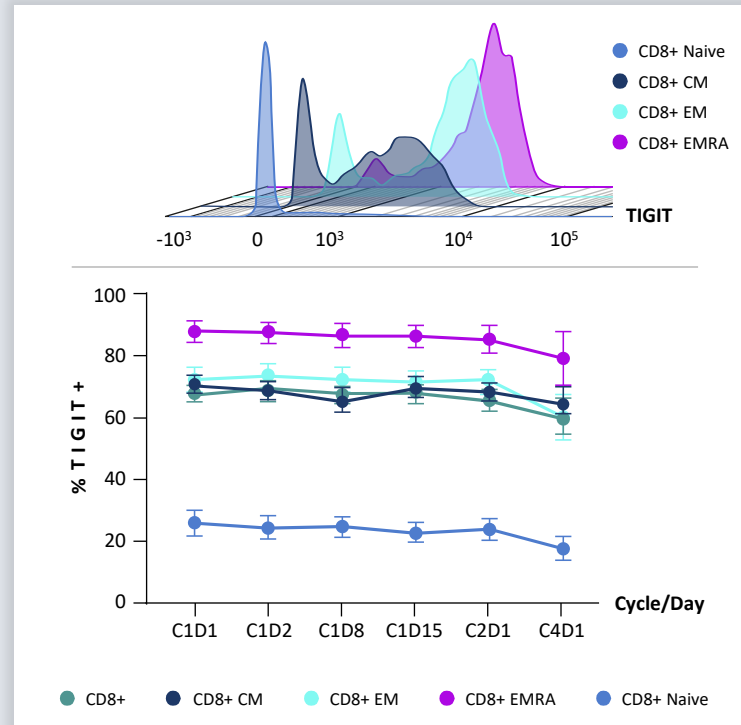 CD8+ Naive
CD8+ CM
CD8+ EM
CD8+ EMRA
TIGIT
-10³ 0 10³ 10⁴ 10⁵
100
80
60
40
20
0
% TIGIT +
Cycle/Day
C1D1 C1D2 C1D8 C1D15 C2D1 C4D1
CD8+ CD8+ CM CD8+ EM CD8+ EMRA CD8+ Naive